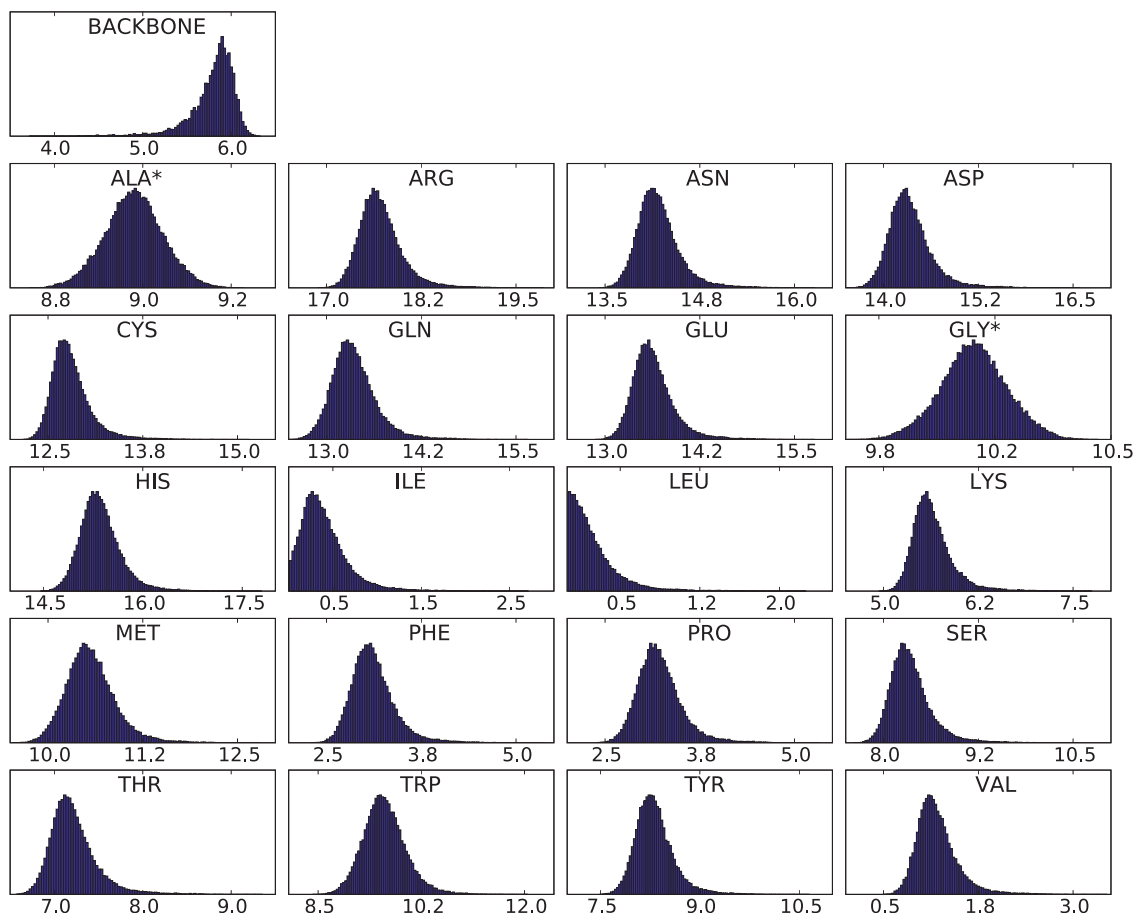 BACKBONE
4.0 5.0 6.0
ALA* ARG ASN ASP
8.8 9.0 9.2 17.0 18.2 19.5 13.5 14.8 16.0 14.0 15.2 16.5
CYS GLN GLU GLY*
12.5 13.8 15.0 13.0 14.2 15.5 13.0 14.2 15.5 9.8 10.2 10.5
HIS ILE LEU LYS
14.5 16.0 17.5 0.5 1.5 2.5 0.5 1.2 2.0 5.0 6.2 7.5
MET PHE PRO SER
10.0 11.2 12.5 2.5 3.8 5.0 2.5 3.8 5.0 8.0 9.2 10.5
THR TRP TYR VAL
7.0 8.0 9.0 8.5 10.2 12.0 7.5 9.0 10.5 0.5 1.8 3.0